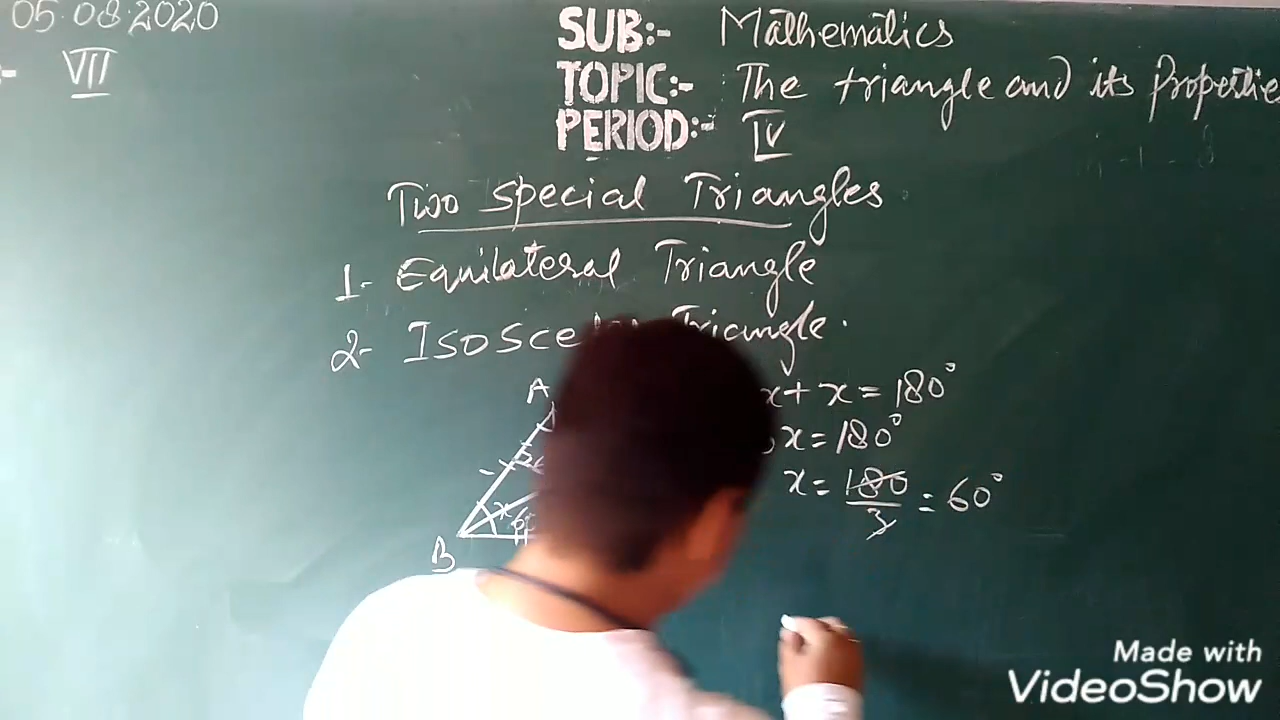 05.08.2020
VII
SUB:- Mathematics
TOPIC:- The triangle and its Propertie
PERIOD:- IV
Two special Triangles
1- Equilateral Triangle
2- Isosceles Triangle.
A
x + x = 180°
x = 180°
x = 180/3 = 60°
x
B
Made with
VideoShow